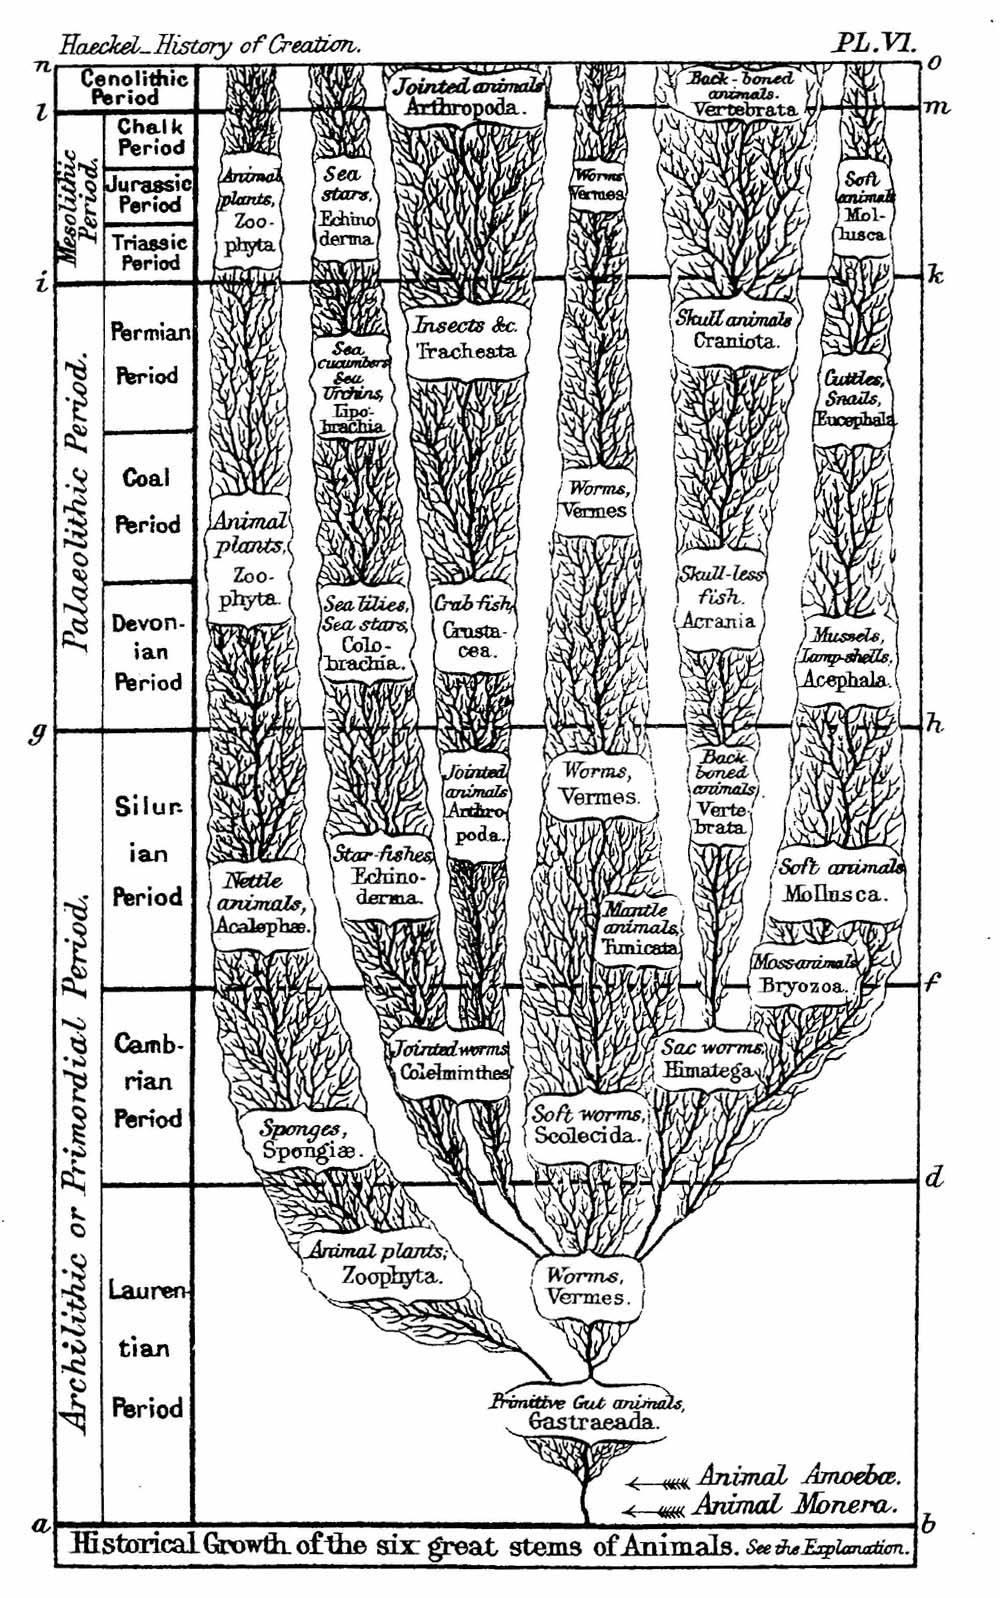 Haeckel_History of Creation.
PL.VI.
n
o
Cenolithic
Period
l
m
Mesolithic
Period.
Chalk
Period
Jurassic
Period
Triassic
Period
i
k
Palaeolithic Period.
Permian
Period
Coal
Period
Devon-
ian
Period
g
h
Archilithic or Primordial Period.
Silur-
ian
Period
f
Camb-
rian
Period
d
Lauren-
tian
Period
a
b
Jointed animals
Arthropoda.
Back-boned
animals.
Vertebrata
Animal
plants,
Zoo-
phyta
Sea
stars,
Echino
derma
Worms
Vermes
Soft
animals
Mol-
lusca
Insects &c.
Tracheata
Skull animals
Craniota.
Sea
cucumbers
Sea
Urchins,
Lipo-
brachia
Cuttles,
Snails,
Eucephala
Animal
plants,
Zoo-
phyta.
Worms,
Vermes
Sea lilies,
Sea stars,
Colo-
brachia.
Crab fish,
Crusta-
cea.
Skull-less
fish.
Acrania
Mussels,
Lamp-shells,
Acephala.
Jointed
animals
Arthro-
poda.
Worms,
Vermes.
Back
boned
animals
Verte
brata
Nettle
animals,
Acalephæ.
Star-fishes,
Echino-
derma.
Mantle
animals,
Tunicata
Soft animals
Mollusca.
Moss-animals
Bryozoa.
Jointed worms
Colelminthes
Sac worms,
Himatega
Sponges,
Spongiæ.
Soft worms,
Scolecida.
Animal plants;
Zoophyta.
Worms,
Vermes.
Primitive Gut animals,
Gastraeada.
Animal Amoebæ.
Animal Monera.
Historical Growth of the six great stems of Animals. See the Explanation.